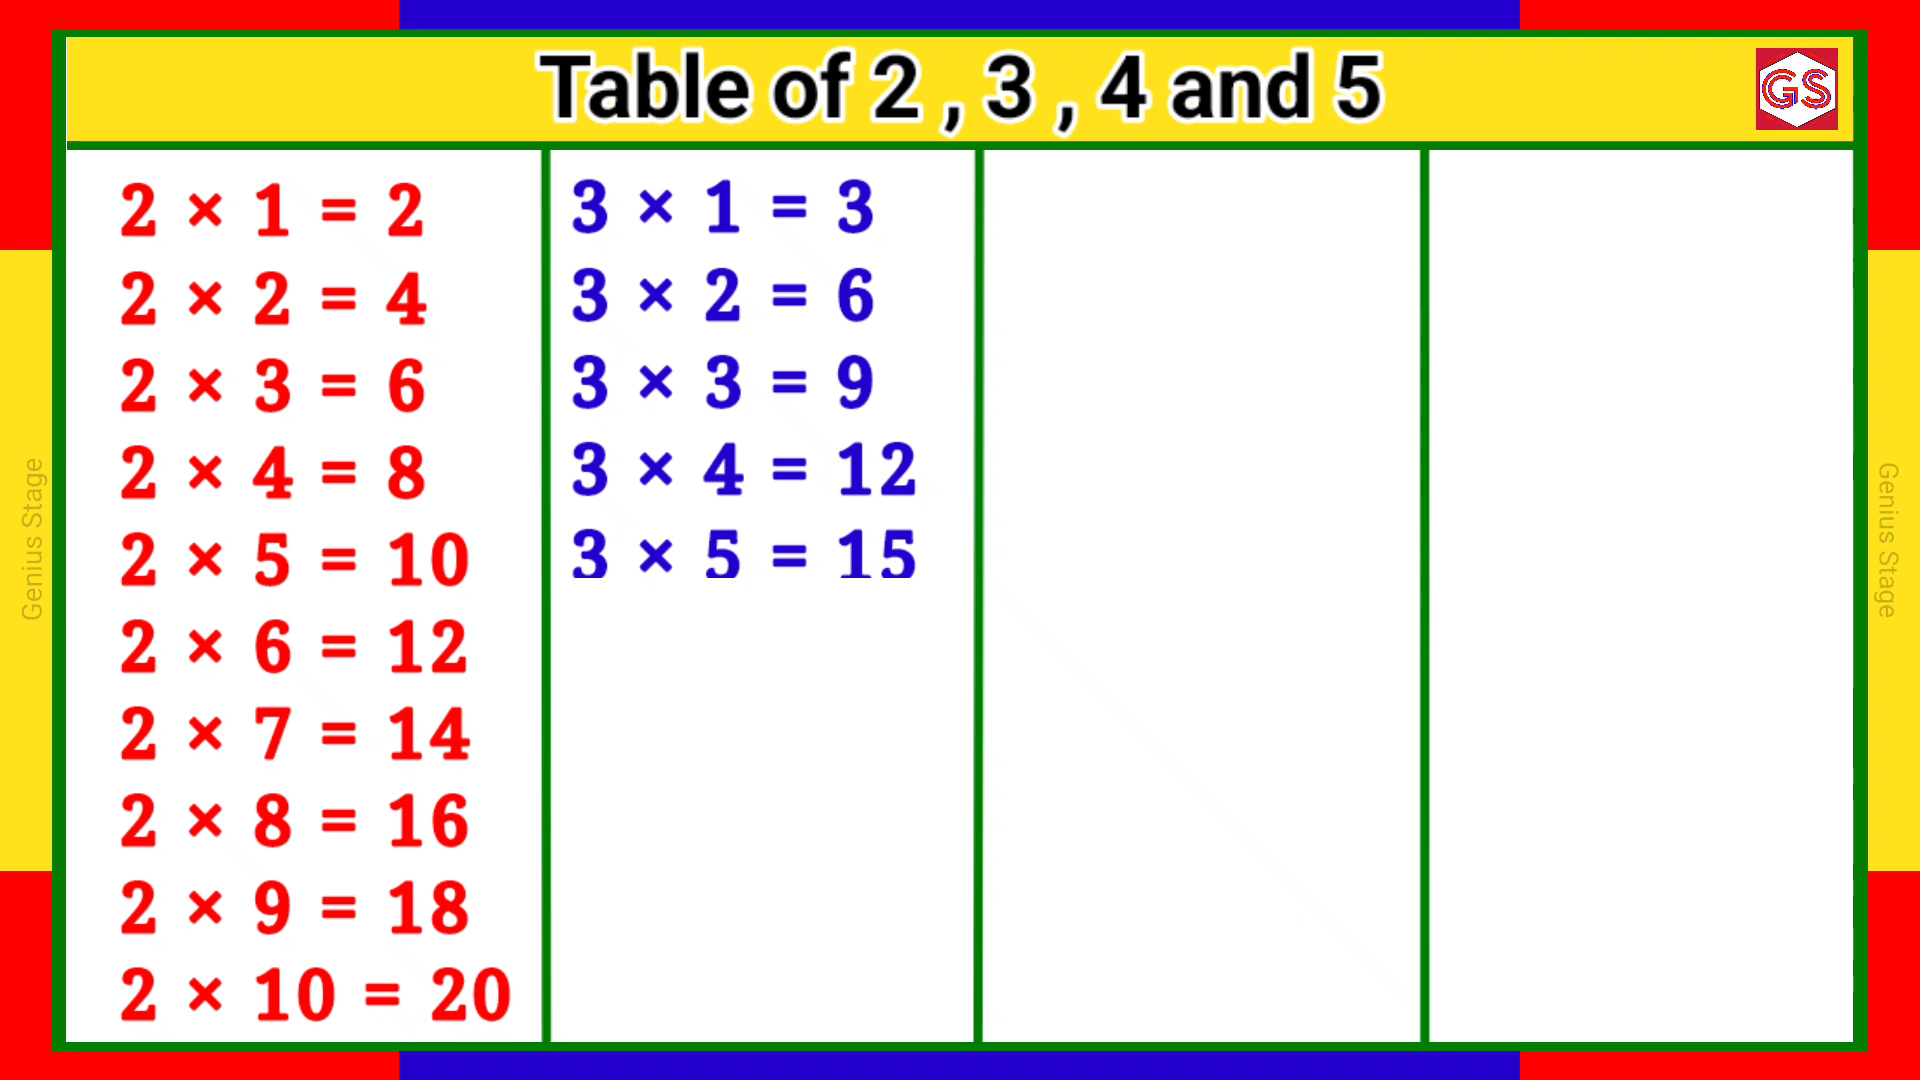 Table of 2 , 3 , 4 and 5
GS
2 × 1 = 2
2 × 2 = 4
2 × 3 = 6
2 × 4 = 8
2 × 5 = 10
2 × 6 = 12
2 × 7 = 14
2 × 8 = 16
2 × 9 = 18
2 × 10 = 20
3 × 1 = 3
3 × 2 = 6
3 × 3 = 9
3 × 4 = 12
3 × 5 = 15
Genius Stage
Genius Stage